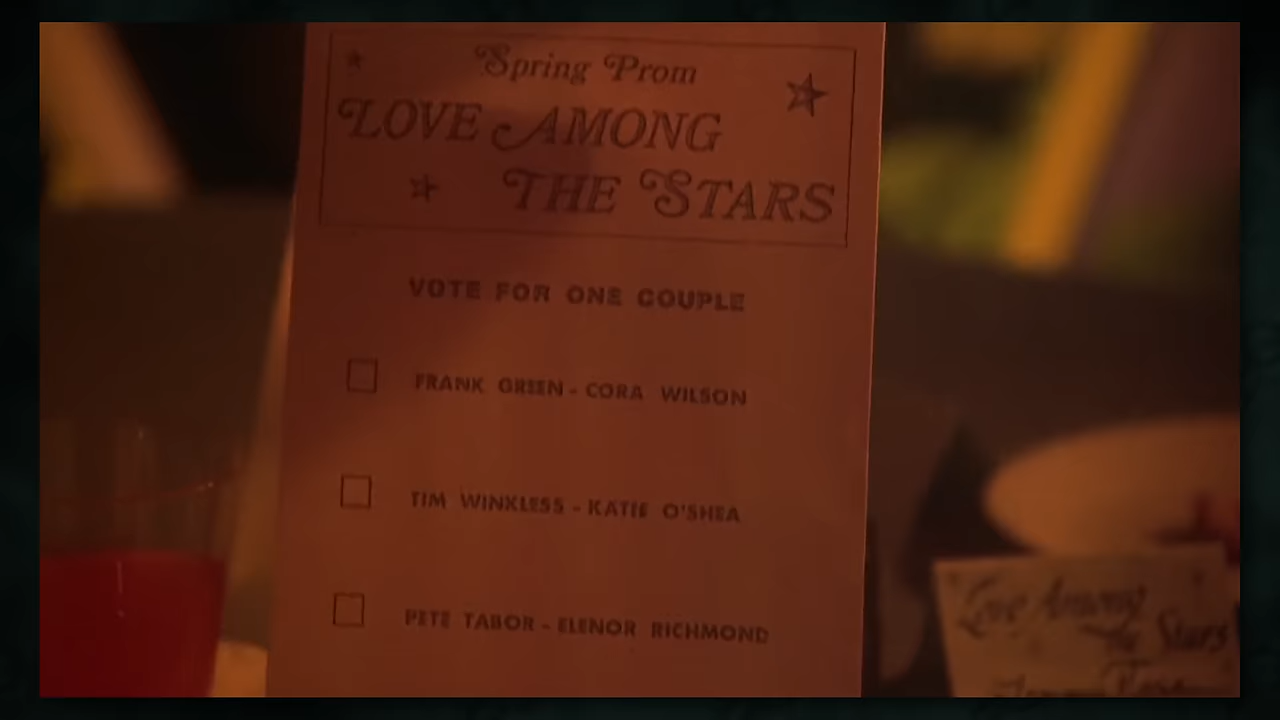 Spring Prom
LOVE AMONG
THE STARS
VOTE FOR ONE COUPLE
FRANK GREEN - CORA WILSON
TIM WINKLESS - KATIE O'SHEA
PETE TABOR - ELENOR RICHMOND
Love Among
the Stars